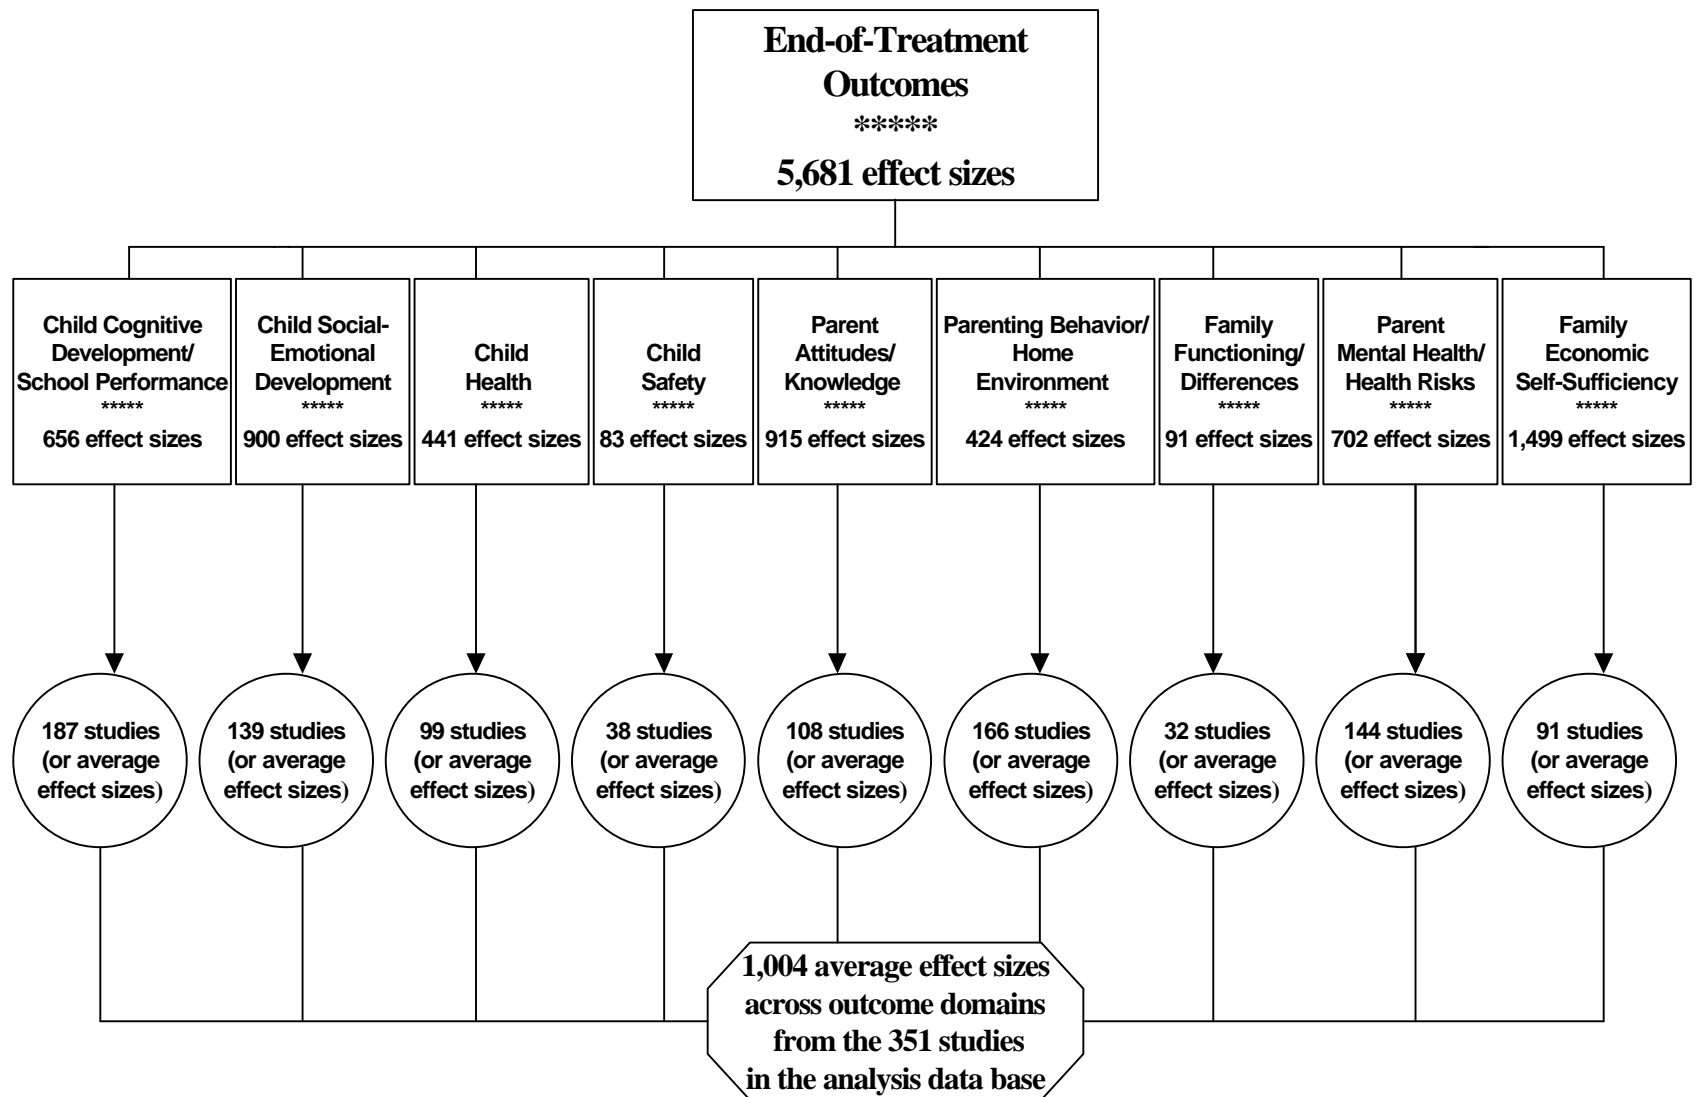 End-of-Treatment
Outcomes
*****
5,681 effect sizes
Child Cognitive
Development/
School Performance
*****
656 effect sizes
Child Social-
Emotional
Development
*****
900 effect sizes
Child
Health
*****
441 effect sizes
Child
Safety
*****
83 effect sizes
Parent
Attitudes/
Knowledge
*****
915 effect sizes
Parenting Behavior/
Home
Environment
*****
424 effect sizes
Family
Functioning/
Differences
*****
91 effect sizes
Parent
Mental Health/
Health Risks
*****
702 effect sizes
Family
Economic
Self-Sufficiency
*****
1,499 effect sizes
187 studies
(or average
effect sizes)
139 studies
(or average
effect sizes)
99 studies
(or average
effect sizes)
38 studies
(or average
effect sizes)
108 studies
(or average
effect sizes)
166 studies
(or average
effect sizes)
32 studies
(or average
effect sizes)
144 studies
(or average
effect sizes)
91 studies
(or average
effect sizes)
1,004 average effect sizes
across outcome domains
from the 351 studies
in the analysis data base